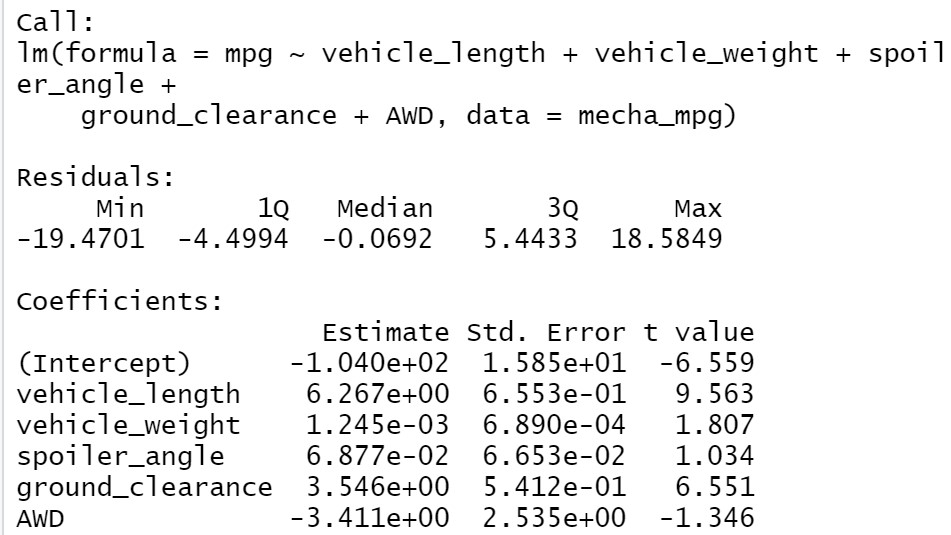 Call:
lm(formula = mpg ~ vehicle_length + vehicle_weight + spoil
er_angle +
    ground_clearance + AWD, data = mecha_mpg)

Residuals:
     Min       1Q   Median       3Q      Max
-19.4701  -4.4994  -0.0692   5.4433  18.5849

Coefficients:
                   Estimate Std. Error t value
(Intercept)      -1.040e+02  1.585e+01  -6.559
vehicle_length    6.267e+00  6.553e-01   9.563
vehicle_weight    1.245e-03  6.890e-04   1.807
spoiler_angle     6.877e-02  6.653e-02   1.034
ground_clearance  3.546e+00  5.412e-01   6.551
AWD              -3.411e+00  2.535e+00  -1.346